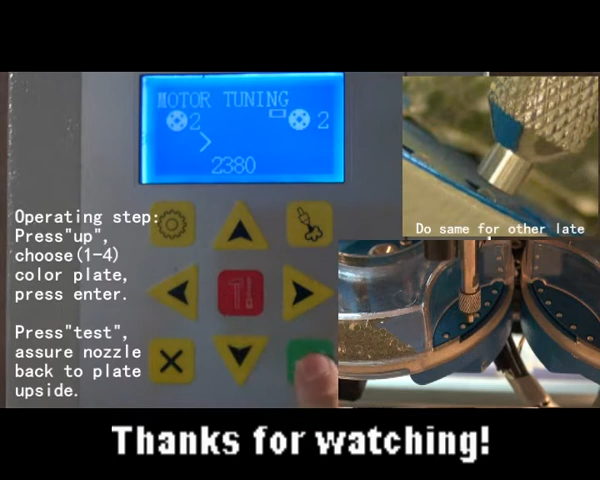 MOTOR TUNING
2
2
2380
Operating step:
Press"up",
choose(1-4)
color plate,
press enter.
Press"test",
assure nozzle
back to plate
upside.
Do same for other late
Thanks for watching!